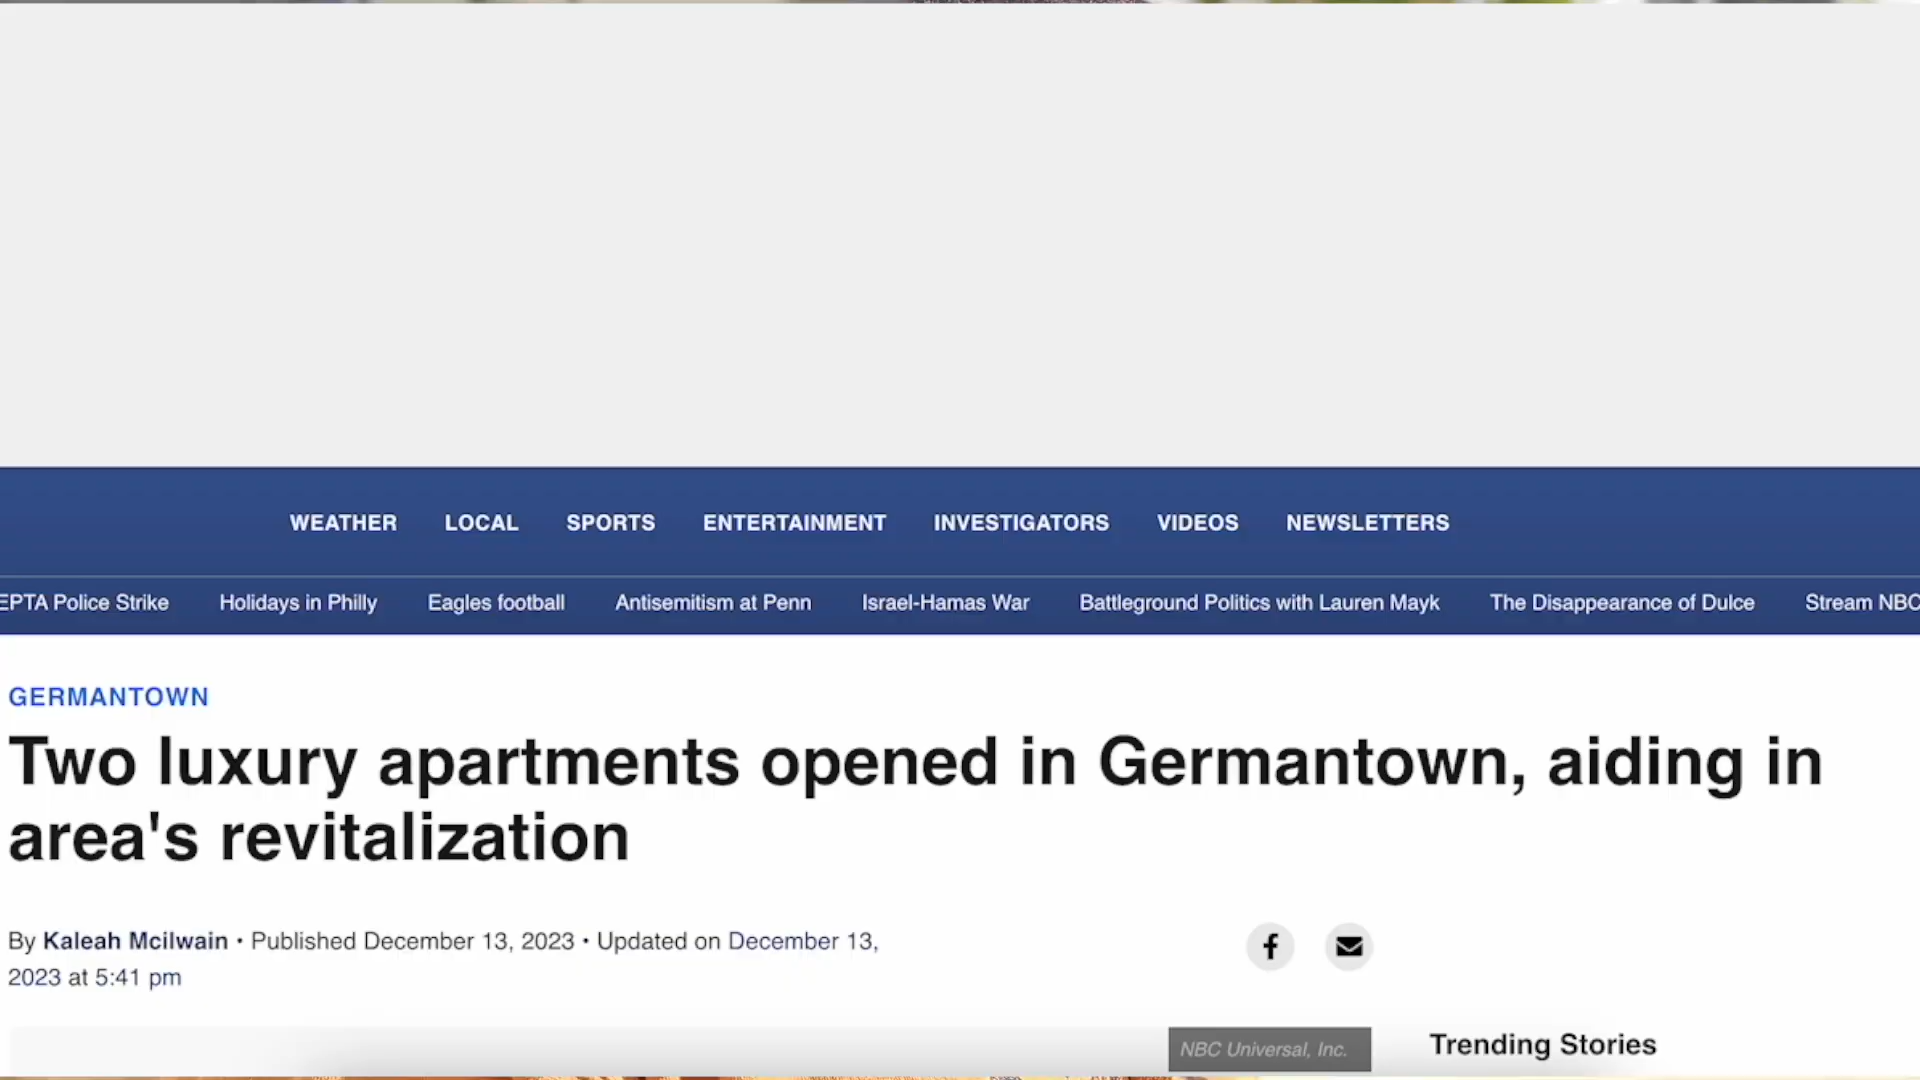 WEATHER LOCAL SPORTS ENTERTAINMENT INVESTIGATORS VIDEOS NEWSLETTERS
EPTA Police Strike Holidays in Philly Eagles football Antisemitism at Penn Israel-Hamas War Battleground Politics with Lauren Mayk The Disappearance of Dulce Stream NBC
GERMANTOWN
Two luxury apartments opened in Germantown, aiding in
area's revitalization
By Kaleah Mcilwain • Published December 13, 2023 • Updated on December 13,
2023 at 5:41 pm
NBC Universal, Inc.
Trending Stories